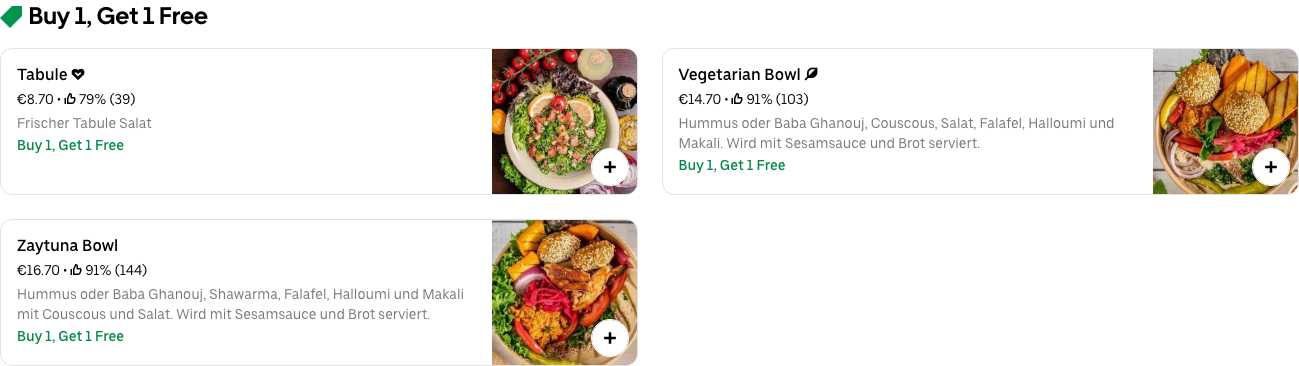 Buy 1, Get 1 Free
Tabule
€8.70 • 79% (39)
Frischer Tabule Salat
Buy 1, Get 1 Free
Vegetarian Bowl
€14.70 • 91% (103)
Hummus oder Baba Ghanouj, Couscous, Salat, Falafel, Halloumi und
Makali. Wird mit Sesamsauce und Brot serviert.
Buy 1, Get 1 Free
Zaytuna Bowl
€16.70 • 91% (144)
Hummus oder Baba Ghanouj, Shawarma, Falafel, Halloumi und Makali
mit Couscous und Salat. Wird mit Sesamsauce und Brot serviert.
Buy 1, Get 1 Free